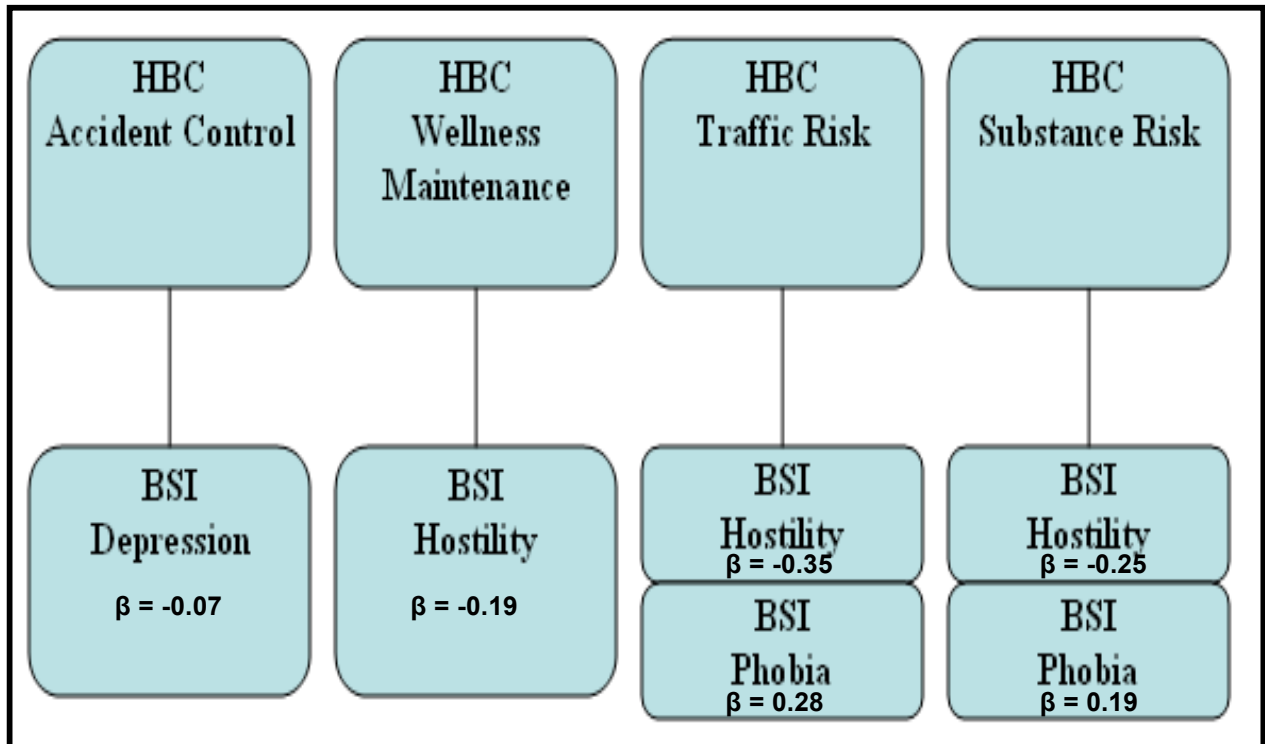 HBC
Accident Control
HBC
Wellness
Maintenance
HBC
Traffic Risk
HBC
Substance Risk
BSI
Depression
β = -0.07
BSI
Hostility
β = -0.19
BSI
Hostility
β = -0.35
BSI
Phobia
β = 0.28
BSI
Hostility
β = -0.25
BSI
Phobia
β = 0.19